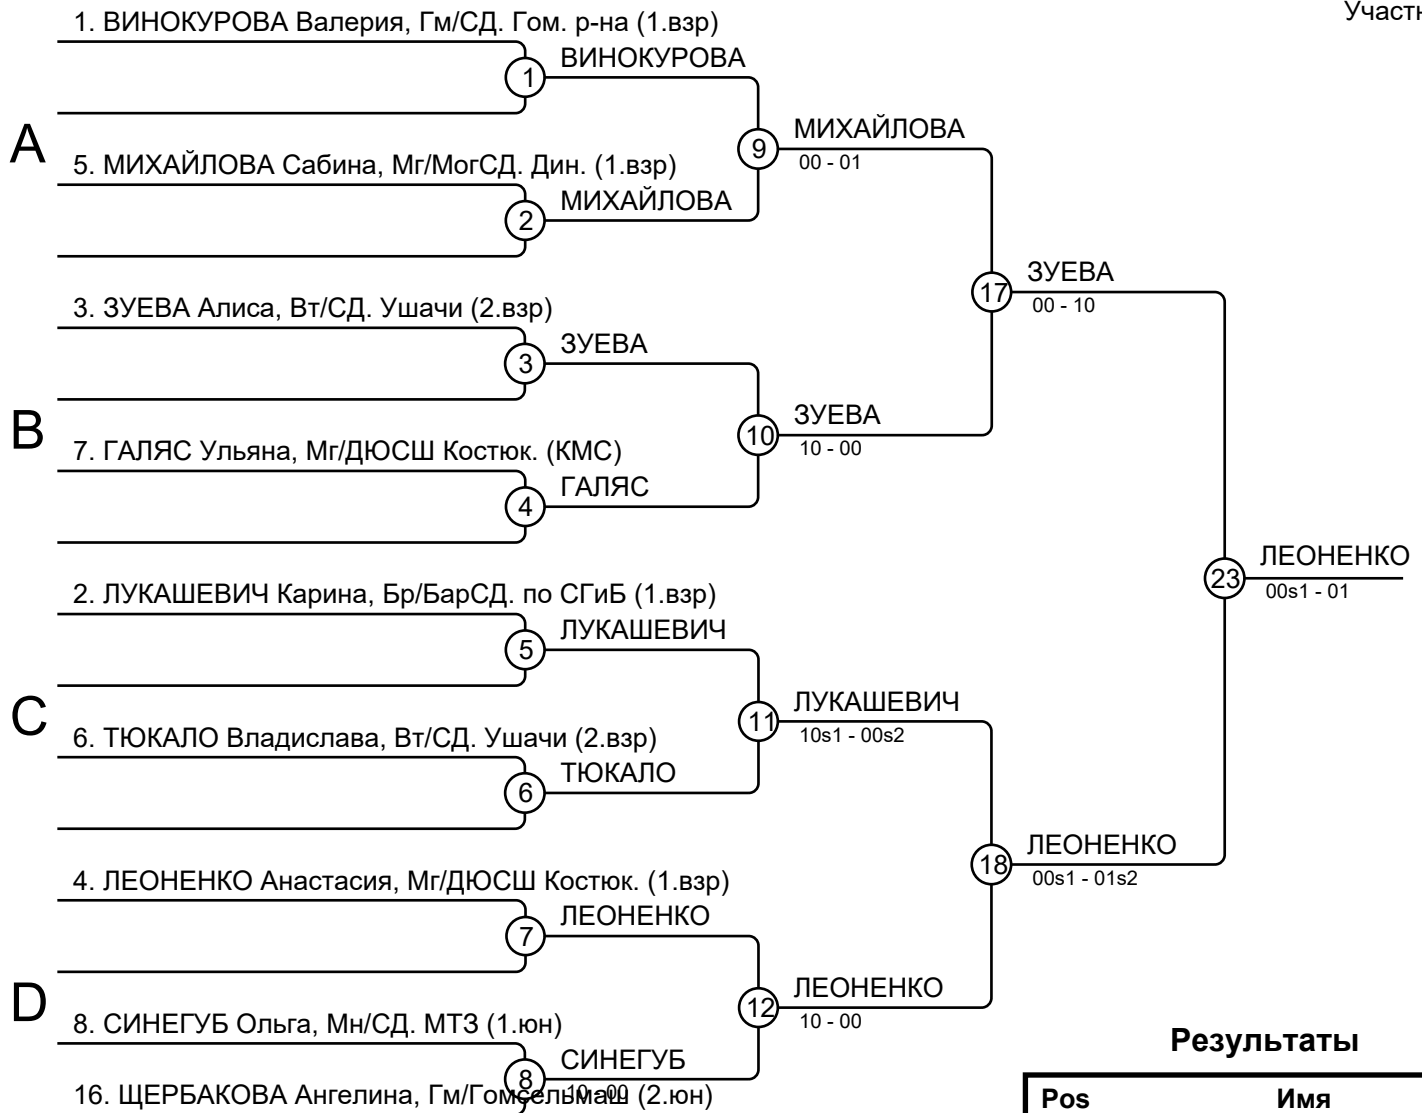 Участн
1. ВИНОКУРОВА Валерия, Гм/СД. Гом. р-на (1.взр)
1
ВИНОКУРОВА
A
9
МИХАЙЛОВА
00 - 01
5. МИХАЙЛОВА Сабина, Мг/МогСД. Дин. (1.взр)
2
МИХАЙЛОВА
17
ЗУЕВА
00 - 10
3. ЗУЕВА Алиса, Вт/СД. Ушачи (2.взр)
3
ЗУЕВА
B
10
ЗУЕВА
10 - 00
7. ГАЛЯС Ульяна, Мг/ДЮСШ Костюк. (КМС)
4
ГАЛЯС
23
ЛЕОНЕНКО
00s1 - 01
2. ЛУКАШЕВИЧ Карина, Бр/БарСД. по СГиБ (1.взр)
5
ЛУКАШЕВИЧ
C
11
ЛУКАШЕВИЧ
10s1 - 00s2
6. ТЮКАЛО Владислава, Вт/СД. Ушачи (2.взр)
6
ТЮКАЛО
18
ЛЕОНЕНКО
00s1 - 01s2
4. ЛЕОНЕНКО Анастасия, Мг/ДЮСШ Костюк. (1.взр)
7
ЛЕОНЕНКО
D
12
ЛЕОНЕНКО
10 - 00
8. СИНЕГУБ Ольга, Мн/СД. МТЗ (1.юн)
8
СИНЕГУБ
10 - 00
16. ЩЕРБАКОВА Ангелина, Гм/Гомсельмаш (2.юн)
Результаты
Pos Имя